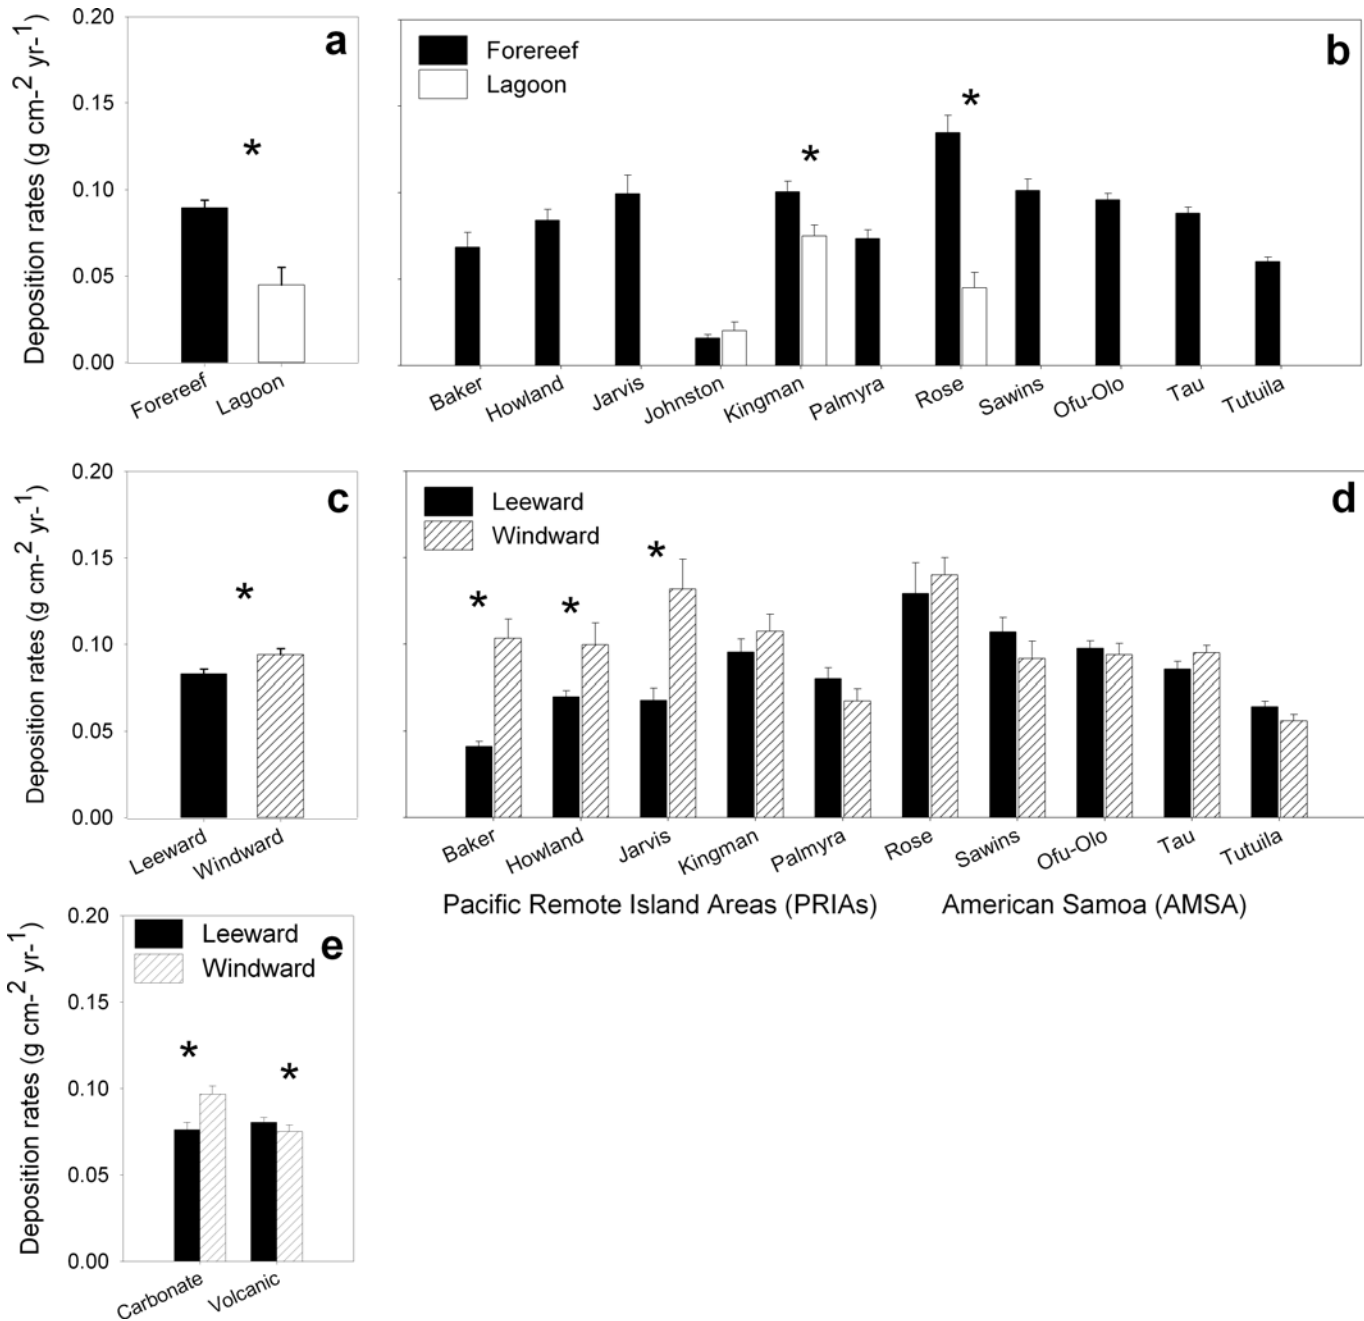 a
Deposition rates (g cm-2 yr-1)
0.20
0.15
0.10
0.05
0.00
*
Forereef
Lagoon
b
Forereef
Lagoon
*
*
Baker
Howland
Jarvis
Johnston
Kingman
Palmyra
Rose
Sawins
Ofu-Olo
Tau
Tutuila
c
Deposition rates (g cm-2 yr-1)
0.20
0.15
0.10
0.05
0.00
*
Leeward
Windward
d
Leeward
Windward
*
*
*
Baker
Howland
Jarvis
Kingman
Palmyra
Rose
Sawins
Ofu-Olo
Tau
Tutuila
Pacific Remote Island Areas (PRIAs)
American Samoa (AMSA)
e
Deposition rates (g cm-2 yr-1)
0.20
0.15
0.10
0.05
0.00
Leeward
Windward
*
*
Carbonate
Volcanic